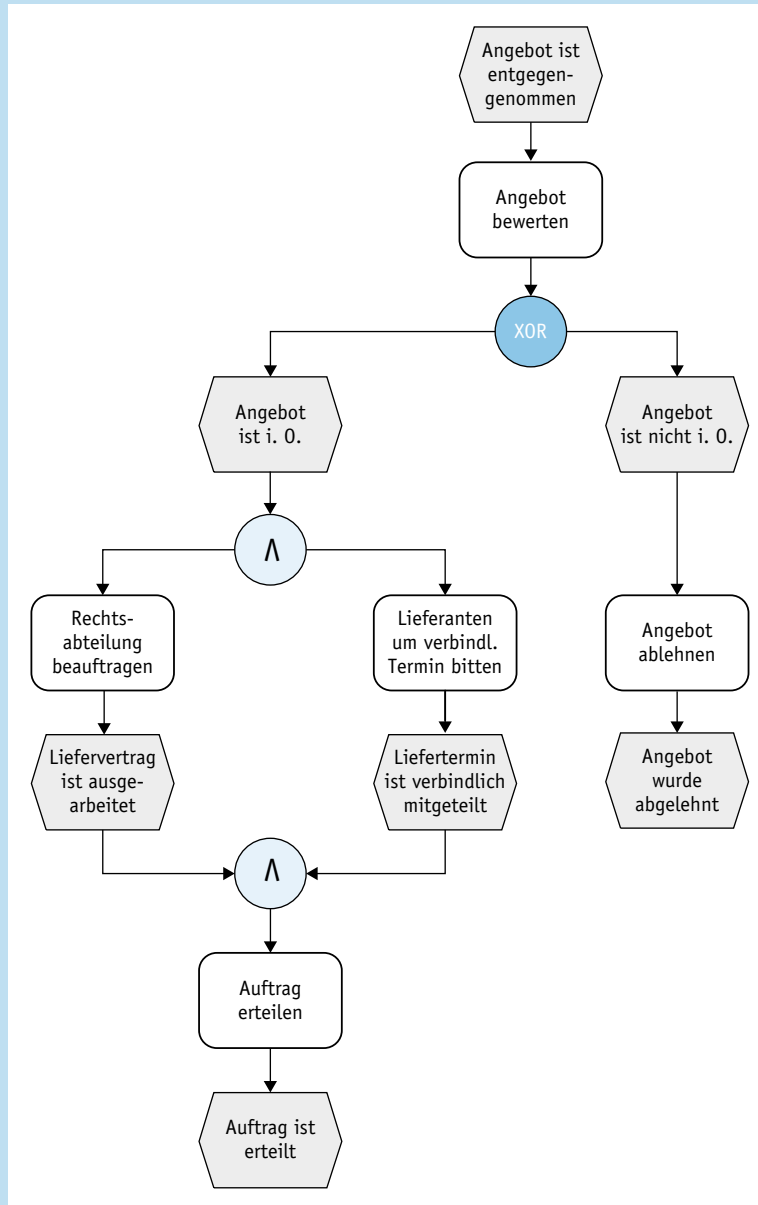 Angebot ist
entgegen-
genommen
Angebot
bewerten
XOR
Angebot
ist i. O.
Angebot
ist nicht i. O.
Λ
Rechts-
abteilung
beauftragen
Lieferanten
um verbindl.
Termin bitten
Angebot
ablehnen
Liefervertrag
ist ausge-
arbeitet
Liefertermin
ist verbindlich
mitgeteilt
Angebot
wurde
abgelehnt
Λ
Auftrag
erteilen
Auftrag ist
erteilt